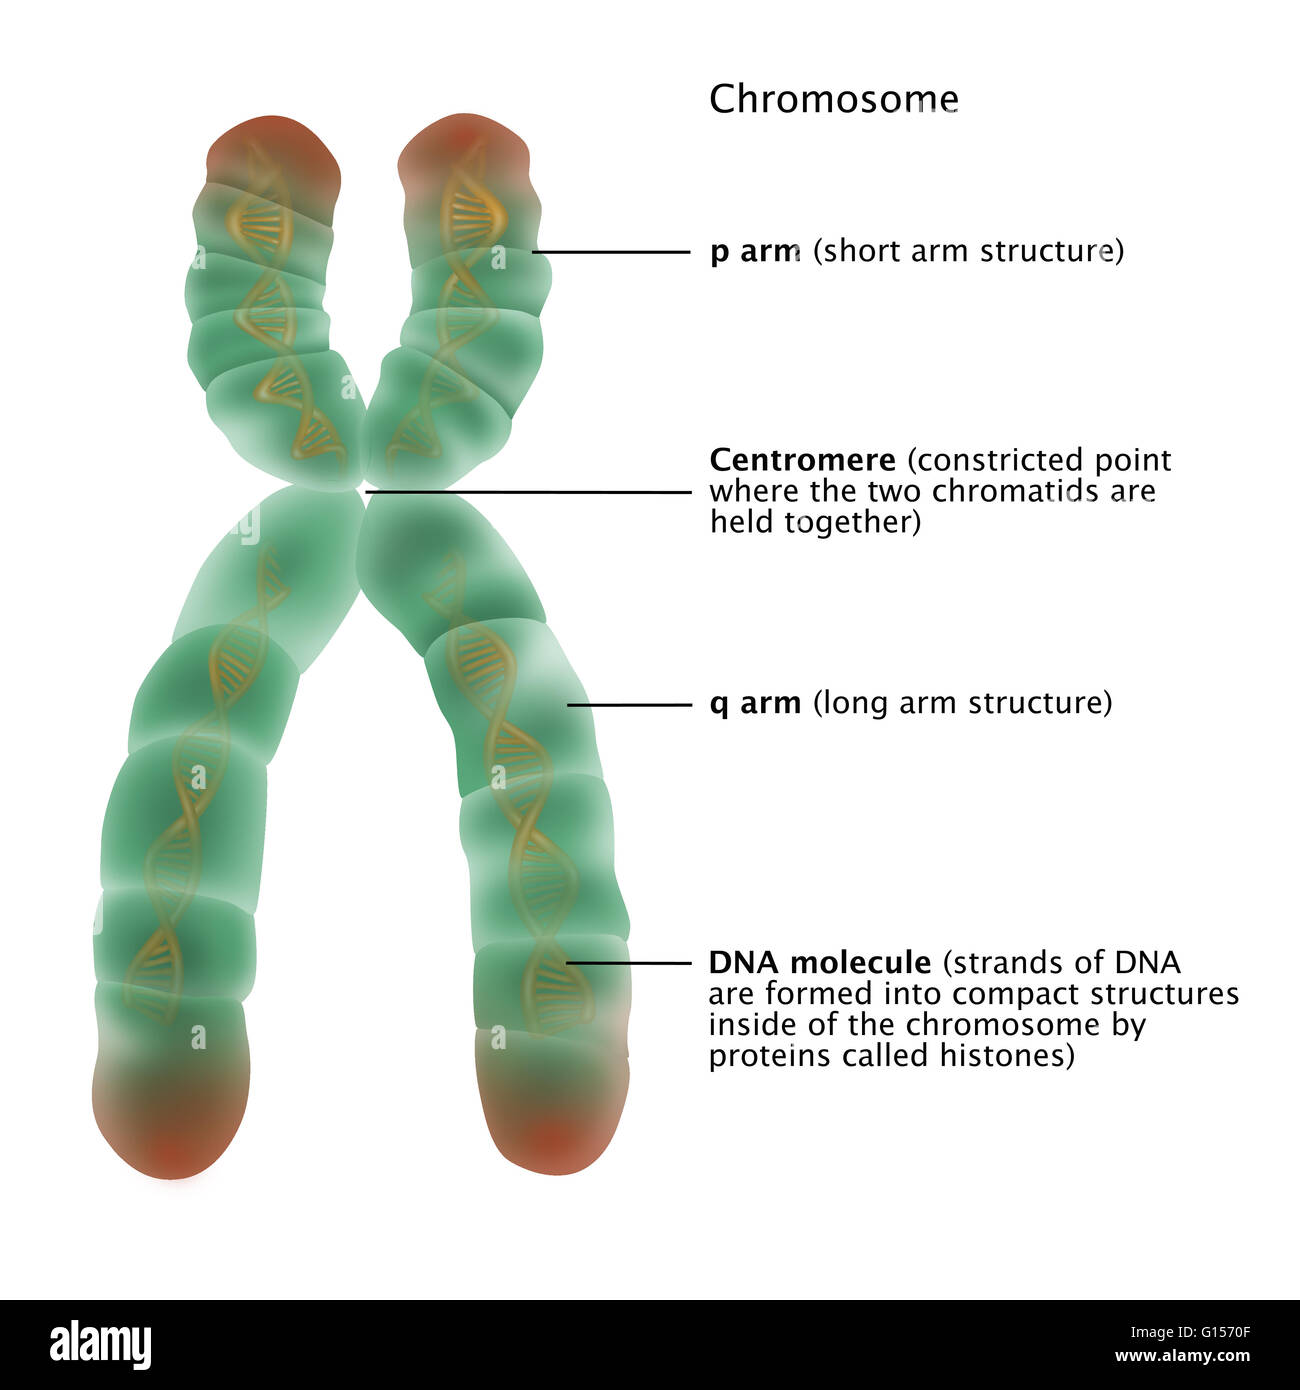 Chromosome
p arm (short arm structure)
Centromere (constricted point
where the two chromatids are
held together)
q arm (long arm structure)
DNA molecule (strands of DNA
are formed into compact structures
inside of the chromosome by
proteins called histones)
a
a
a
a
a
a
a
alamy
Image ID: G1570F
www.alamy.com